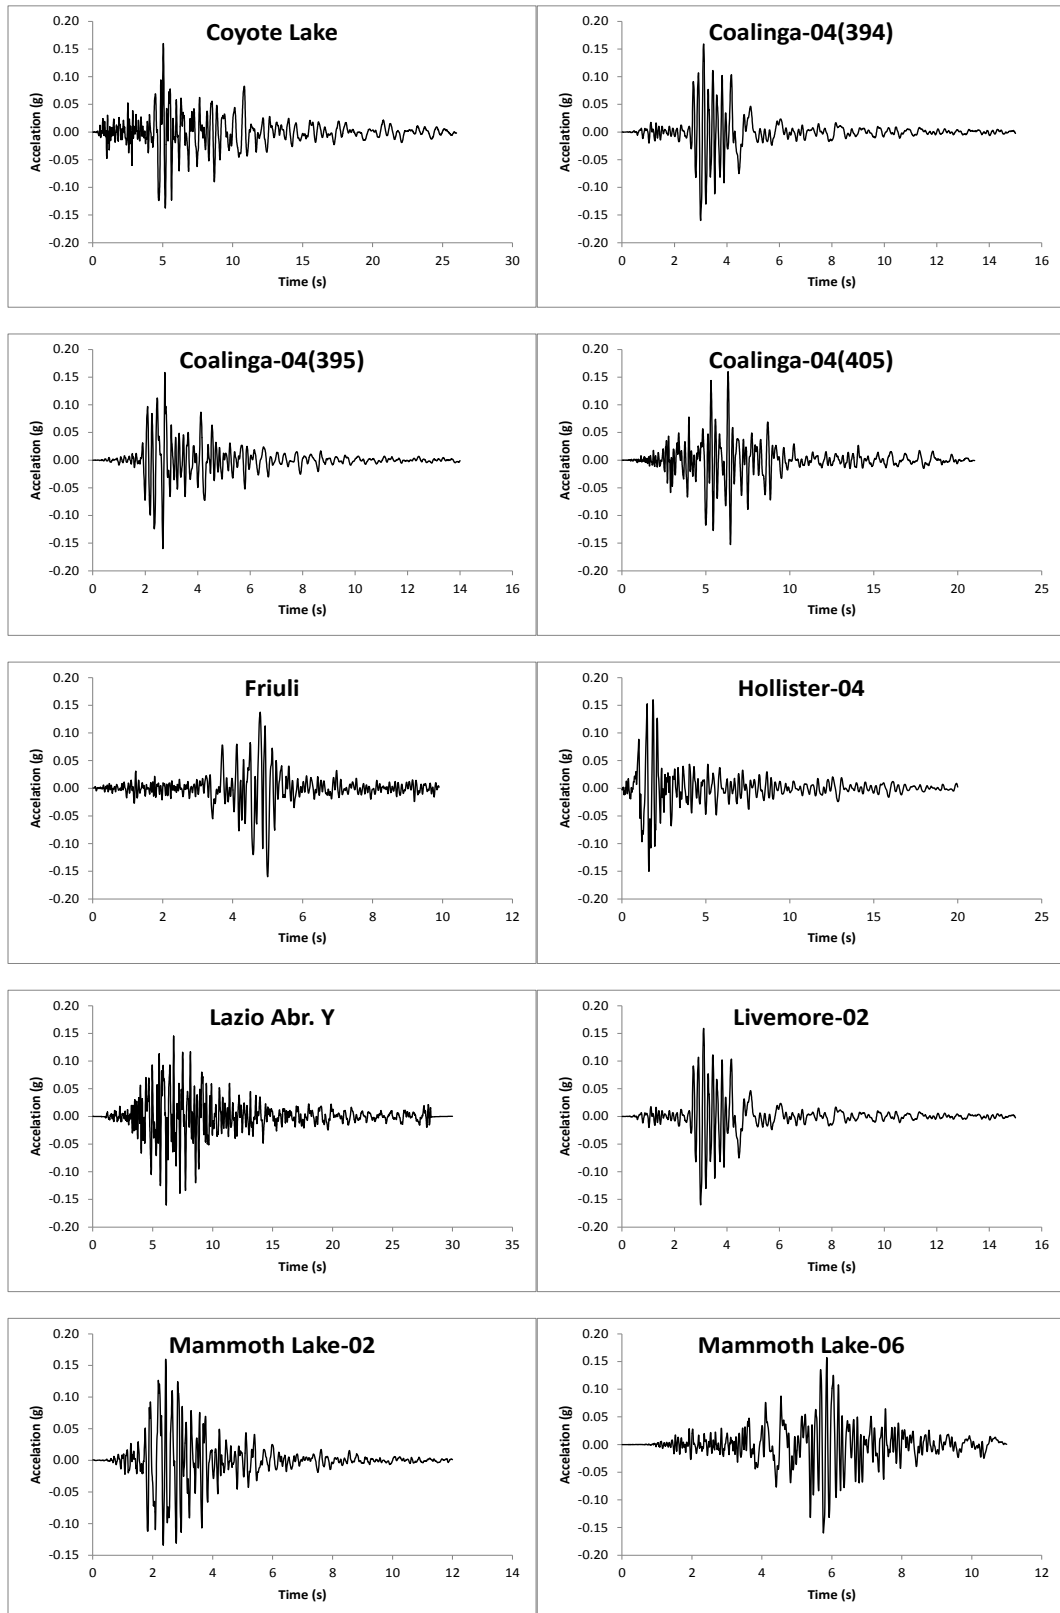 Coyote Lake
0.20
0.15
0.10
0.05
0.00
-0.05
-0.10
-0.15
-0.20
Accelation (g)
0 5 10 15 20 25 30
Time (s)
Coalinga-04(394)
0.20
0.15
0.10
0.05
0.00
-0.05
-0.10
-0.15
-0.20
Accelation (g)
0 2 4 6 8 10 12 14 16
Time (s)
Coalinga-04(395)
0.20
0.15
0.10
0.05
0.00
-0.05
-0.10
-0.15
-0.20
Accelation (g)
0 2 4 6 8 10 12 14 16
Time (s)
Coalinga-04(405)
0.20
0.15
0.10
0.05
0.00
-0.05
-0.10
-0.15
-0.20
Accelation (g)
0 5 10 15 20 25
Time (s)
Friuli
0.20
0.15
0.10
0.05
0.00
-0.05
-0.10
-0.15
-0.20
Accelation (g)
0 2 4 6 8 10 12
Time (s)
Hollister-04
0.20
0.15
0.10
0.05
0.00
-0.05
-0.10
-0.15
-0.20
Accelation (g)
0 5 10 15 20 25
Time (s)
Lazio Abr. Y
0.20
0.15
0.10
0.05
0.00
-0.05
-0.10
-0.15
-0.20
Accelation (g)
0 5 10 15 20 25 30 35
Time (s)
Livemore-02
0.20
0.15
0.10
0.05
0.00
-0.05
-0.10
-0.15
-0.20
Accelation (g)
0 2 4 6 8 10 12 14 16
Time (s)
Mammoth Lake-02
0.20
0.15
0.10
0.05
0.00
-0.05
-0.10
-0.15
Accelation (g)
0 2 4 6 8 10 12 14
Time (s)
Mammoth Lake-06
0.20
0.15
0.10
0.05
0.00
-0.05
-0.10
-0.15
-0.20
Accelation (g)
0 2 4 6 8 10 12
Time (s)